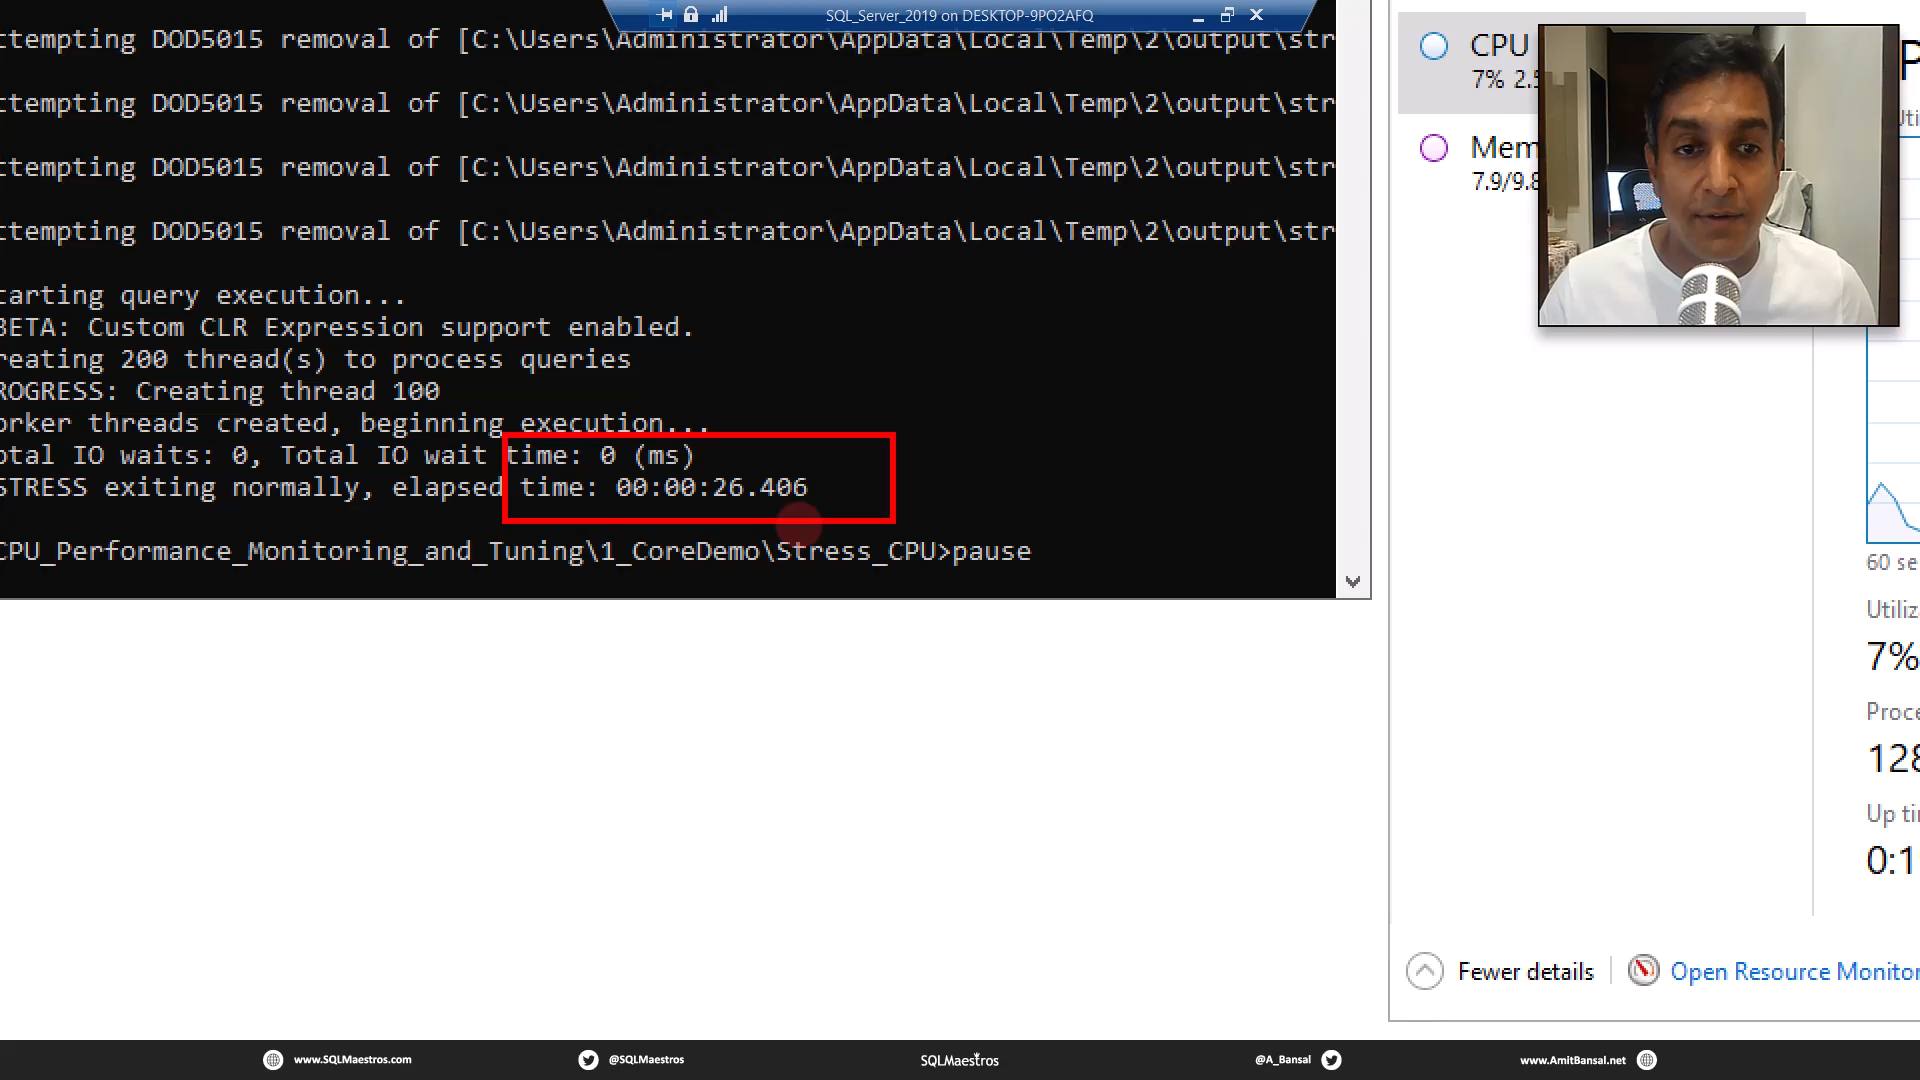 SQL_Server_2019 on DESKTOP-9PO2AFQ
ttempting DOD5015 removal of [C:\Users\Administrator\AppData\Local\Temp\2\output\str
ttempting DOD5015 removal of [C:\Users\Administrator\AppData\Local\Temp\2\output\str
ttempting DOD5015 removal of [C:\Users\Administrator\AppData\Local\Temp\2\output\str
ttempting DOD5015 removal of [C:\Users\Administrator\AppData\Local\Temp\2\output\str
tarting query execution...
BETA: Custom CLR Expression support enabled.
reating 200 thread(s) to process queries
ROGRESS: Creating thread 100
orker threads created, beginning execution...
otal IO waits: 0, Total IO wait time: 0 (ms)
STRESS exiting normally, elapsed time: 00:00:26.406
CPU_Performance_Monitoring_and_Tuning\1_CoreDemo\Stress_CPU>pause
CPU
7% 2.5
Mem
7.9/9.8
P
Uti
60 se
Utiliz
7%
Proce
128
Up tir
0:1
Fewer details
Open Resource Monitor
www.SQLMaestros.com
@SQLMaestros
SQLMaestros
@A_Bansal
www.AmitBansal.net